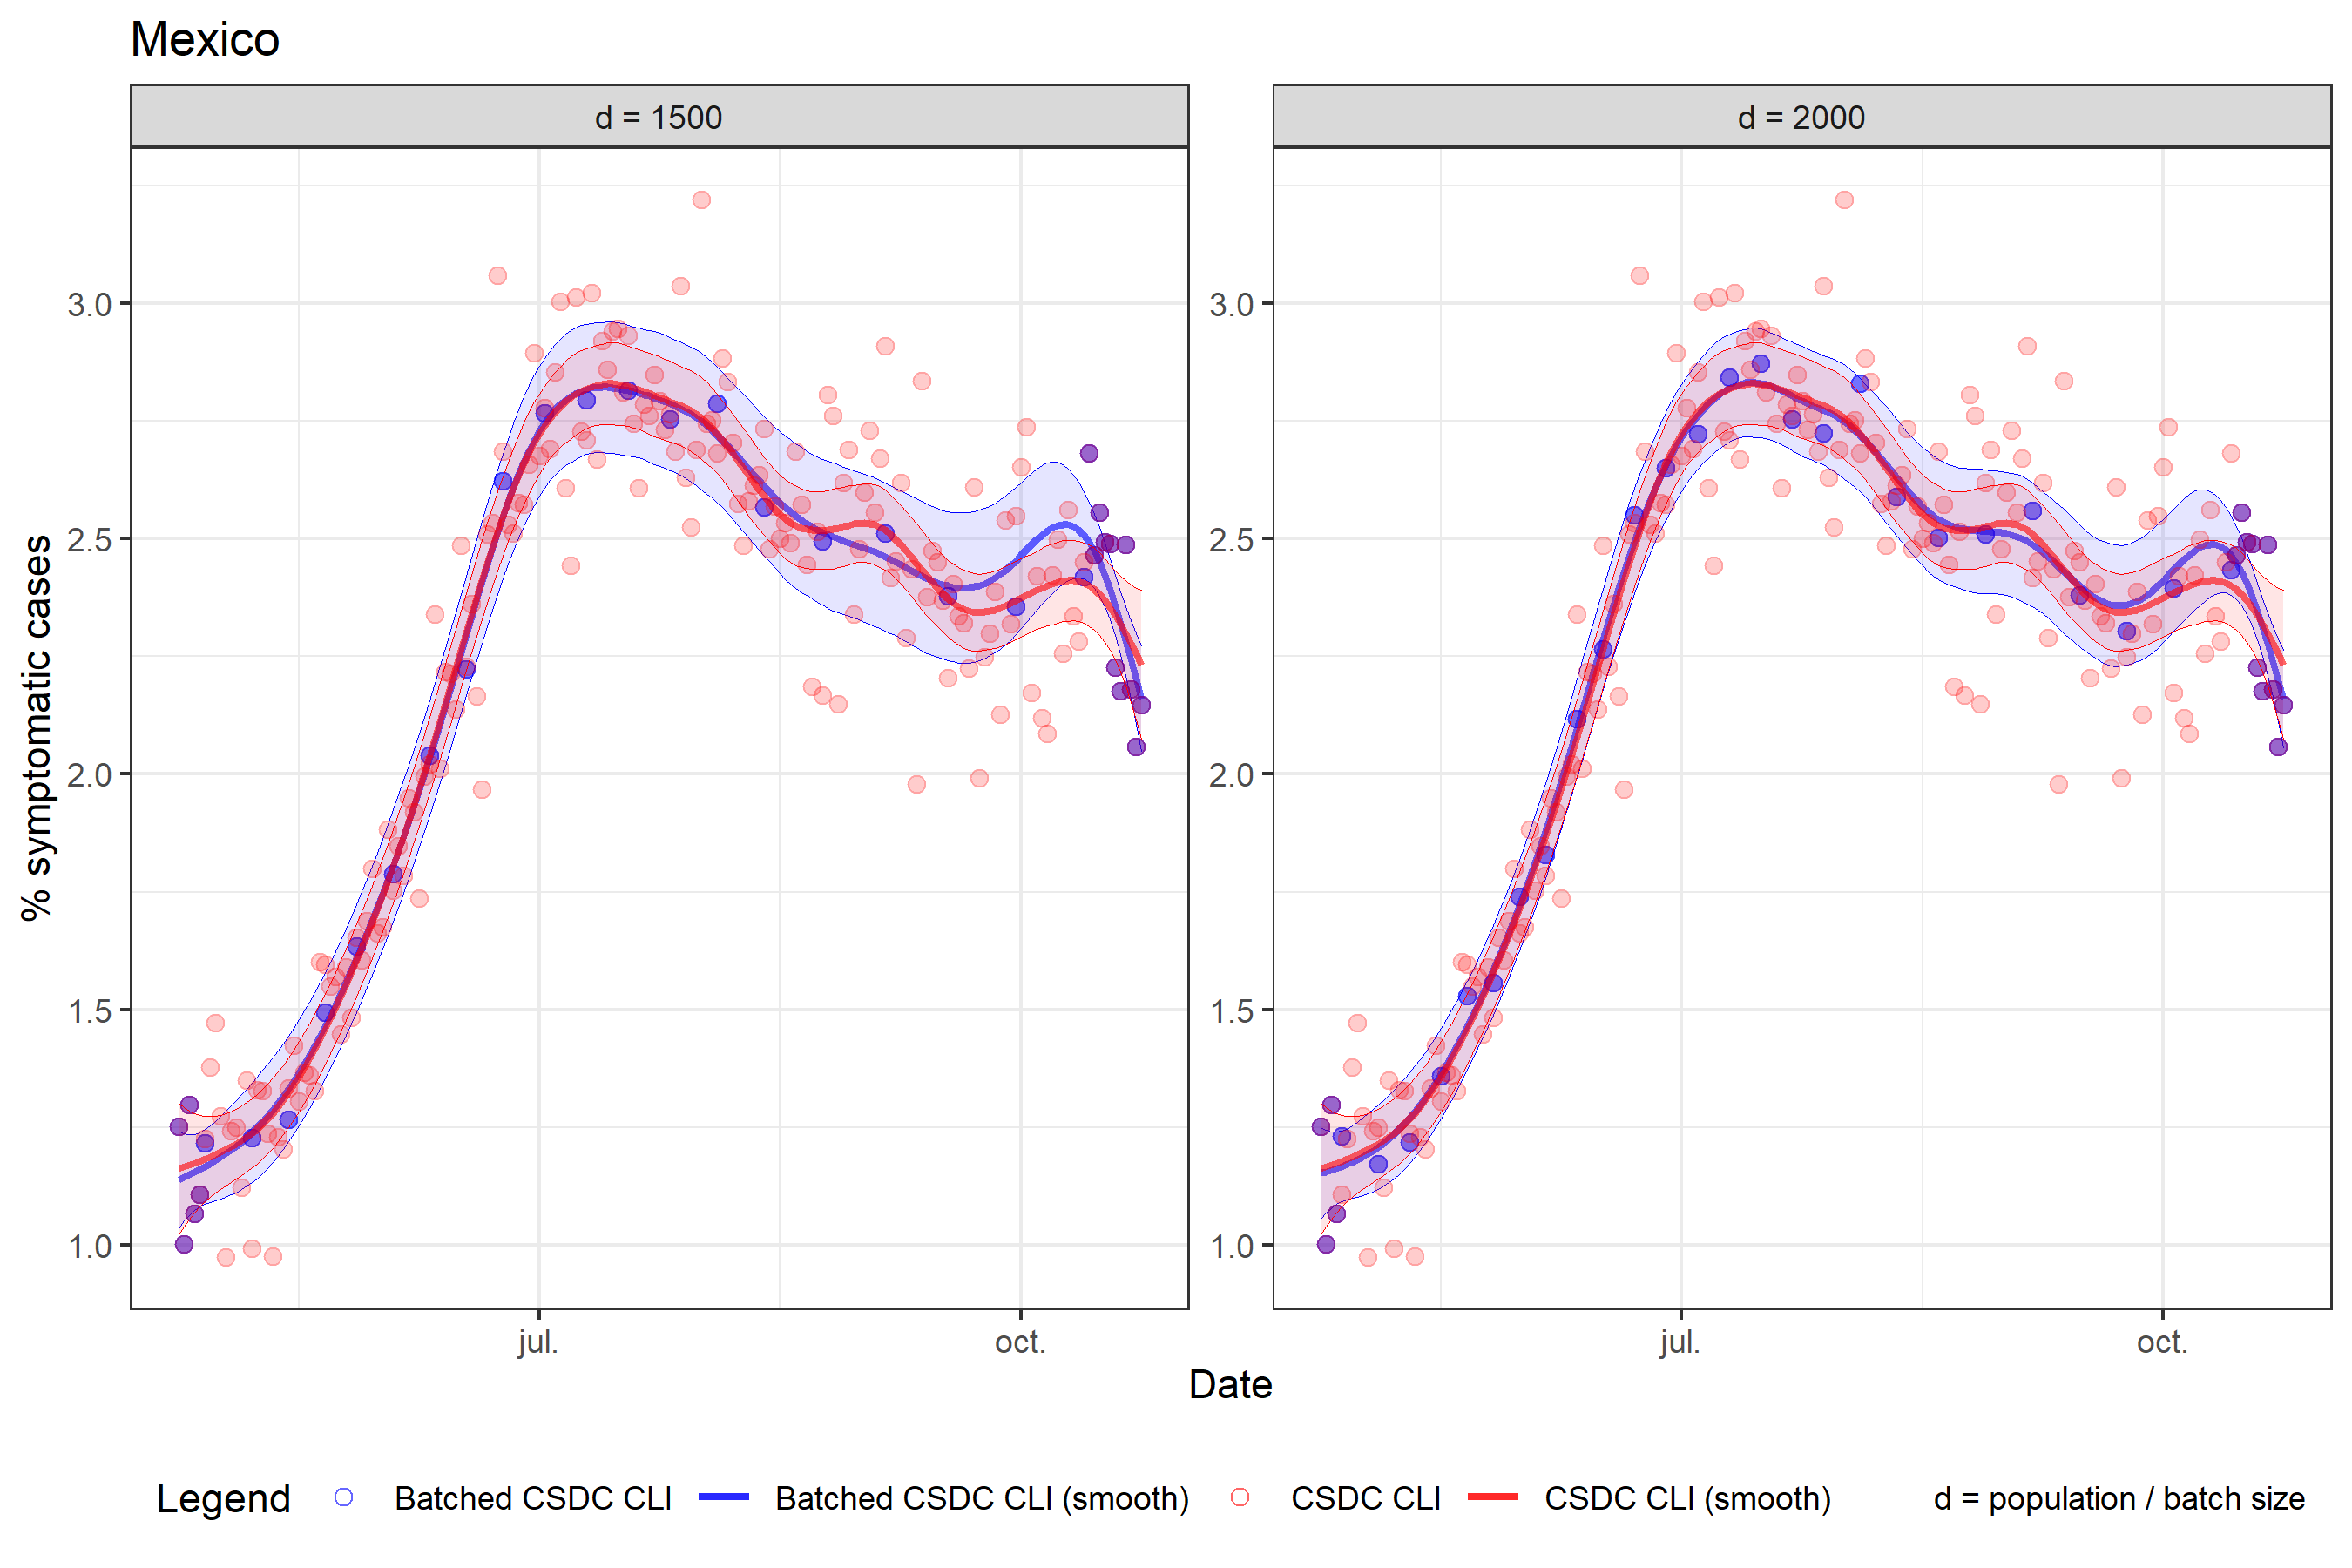 Mexico
d = 1500
d = 2000
% symptomatic cases
3.0
2.5
2.0
1.5
1.0
3.0
2.5
2.0
1.5
1.0
jul.
oct.
jul.
oct.
Date
Legend
Batched CSDC CLI
Batched CSDC CLI (smooth)
CSDC CLI
CSDC CLI (smooth)
d = population / batch size